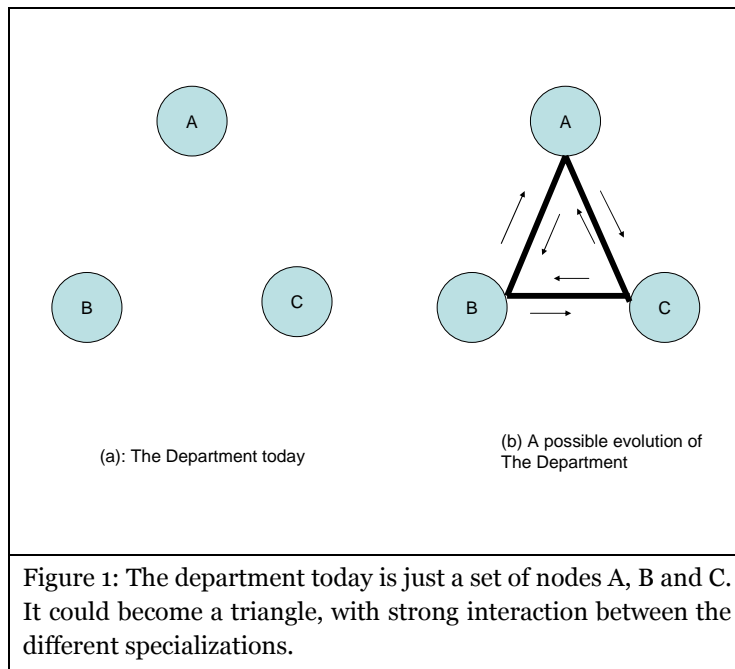 A
A
B
C
B
C
(a): The Department today
(b) A possible evolution of
The Department
Figure 1: The department today is just a set of nodes A, B and C.
It could become a triangle, with strong interaction between the
different specializations.